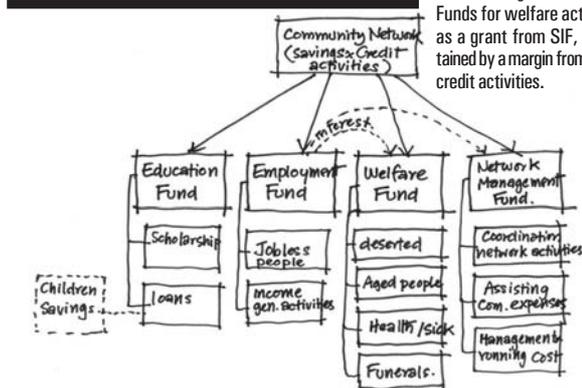 Funds for welfare act
as a grant from SIF,
tained by a margin from
credit activities.
Community Network
(savings & Credit
activities)
interest
Education
Fund
Scholarship
loans
Children
Savings
Employment
Fund
Jobless
people
income
gen. activities
Welfare
Fund
deserted
Aged people
Health/sick
Funerals.
Network
Management
Fund.
Coordination
network activities
Assisting
Com. expenses
Management
running cost